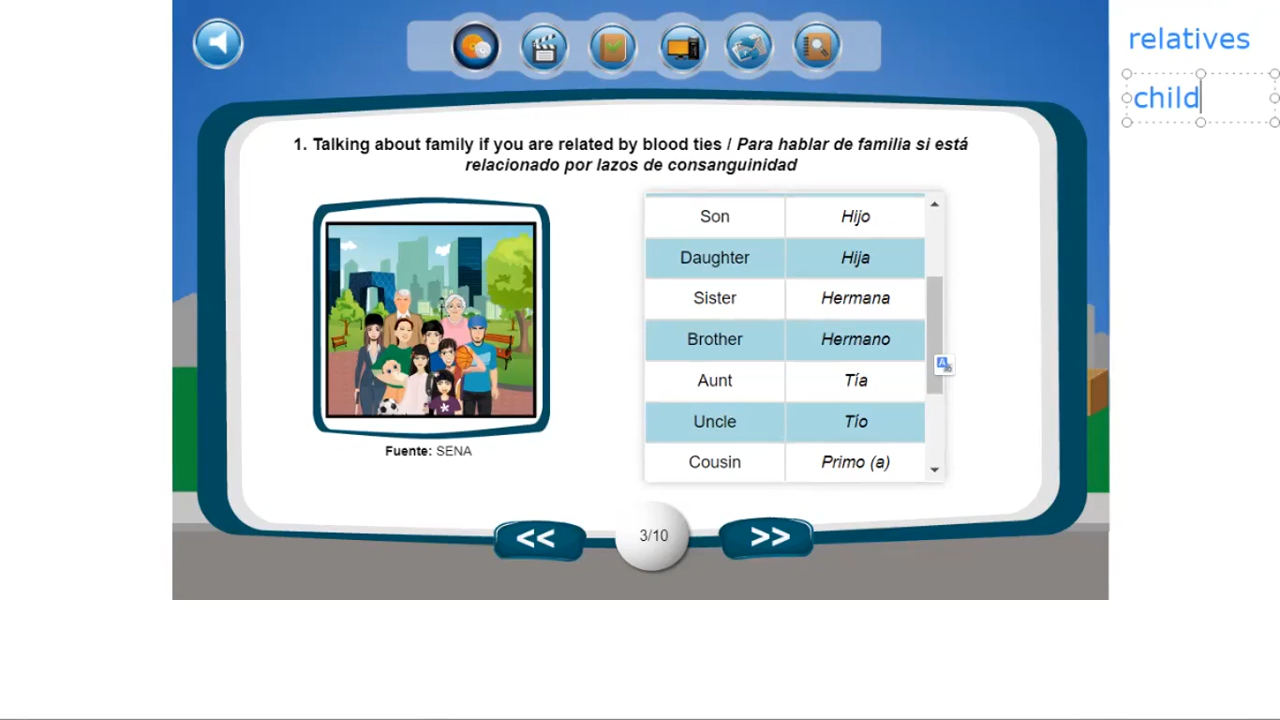 relatives
child
1. Talking about family if you are related by blood ties / Para hablar de familia si está
relacionado por lazos de consanguinidad
Son Hijo
Daughter Hija
Sister Hermana
Brother Hermano
Aunt Tía
Uncle Tío
Cousin Primo (a)
Fuente: SENA
<< 3/10 >>